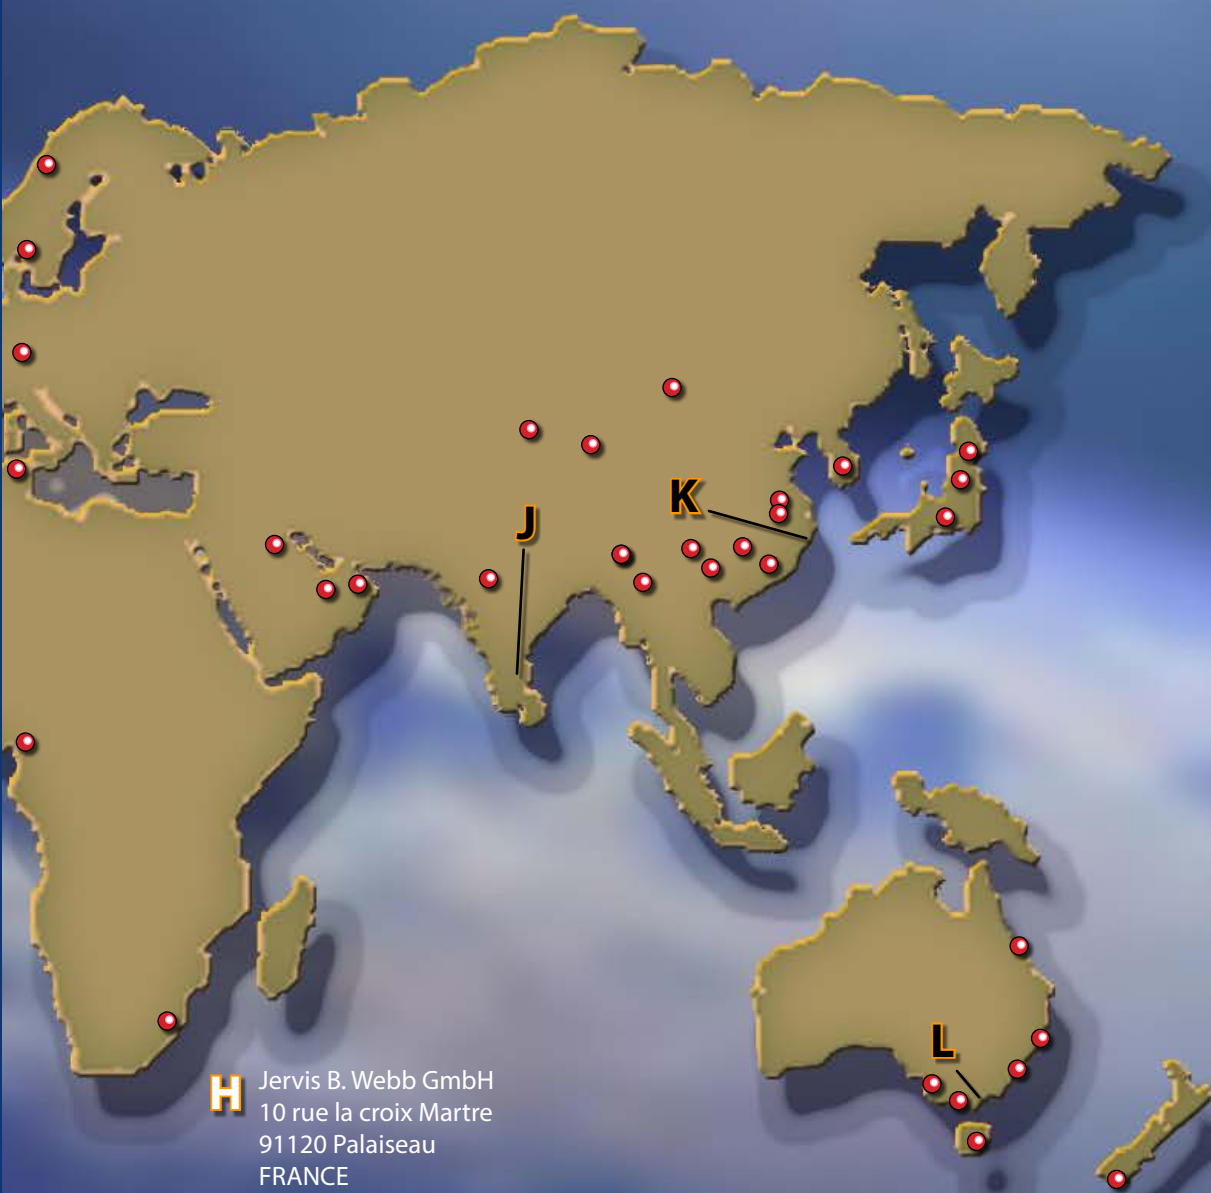 J
K
L
H Jervis B. Webb GmbH
10 rue la croix Martre
91120 Palaiseau
FRANCE